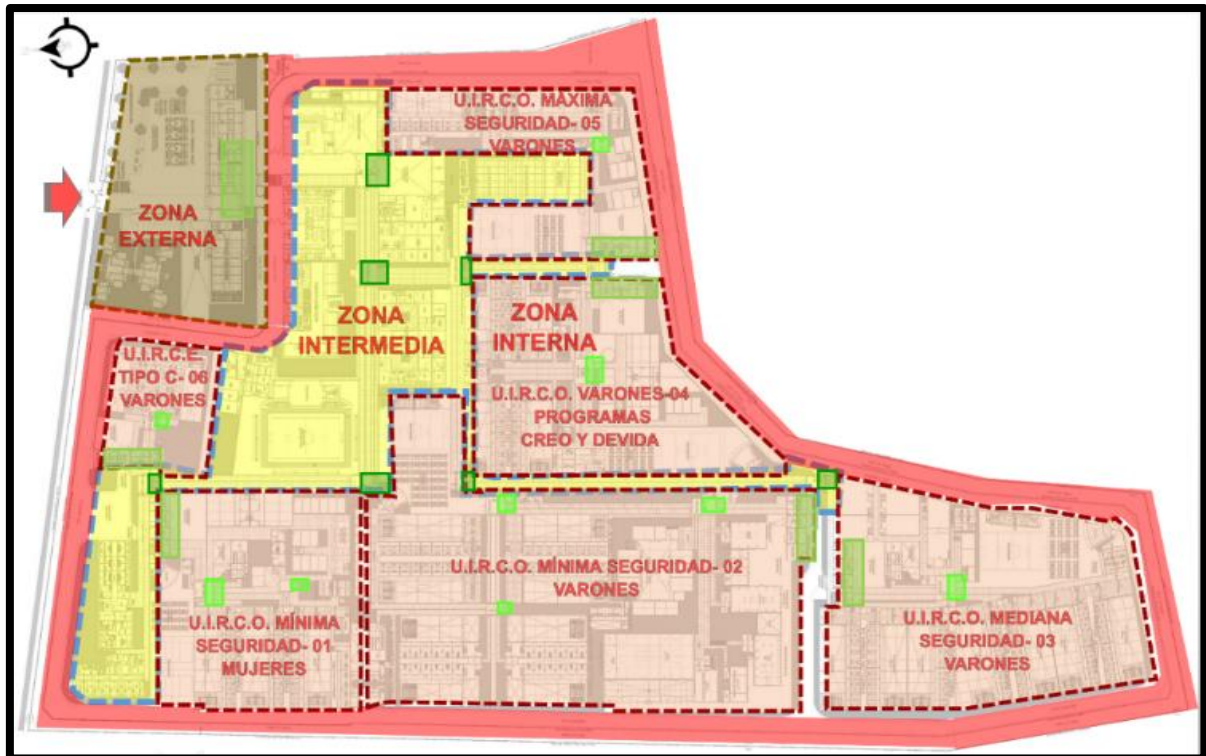 U.I.R.C.O. MÁXIMA
SEGURIDAD- 05
VARONES
ZONA
EXTERNA
ZONA
INTERMEDIA
ZONA
INTERNA
U.I.R.C.E.
TIPO C- 06
VARONES
U.I.R.C.O. VARONES-04
PROGRAMAS
CREO Y DEVIDA
U.I.R.C.O. MÍNIMA SEGURIDAD- 02
VARONES
U.I.R.C.O. MÍNIMA
SEGURIDAD- 01
MUJERES
U.I.R.C.O. MEDIANA
SEGURIDAD- 03
VARONES